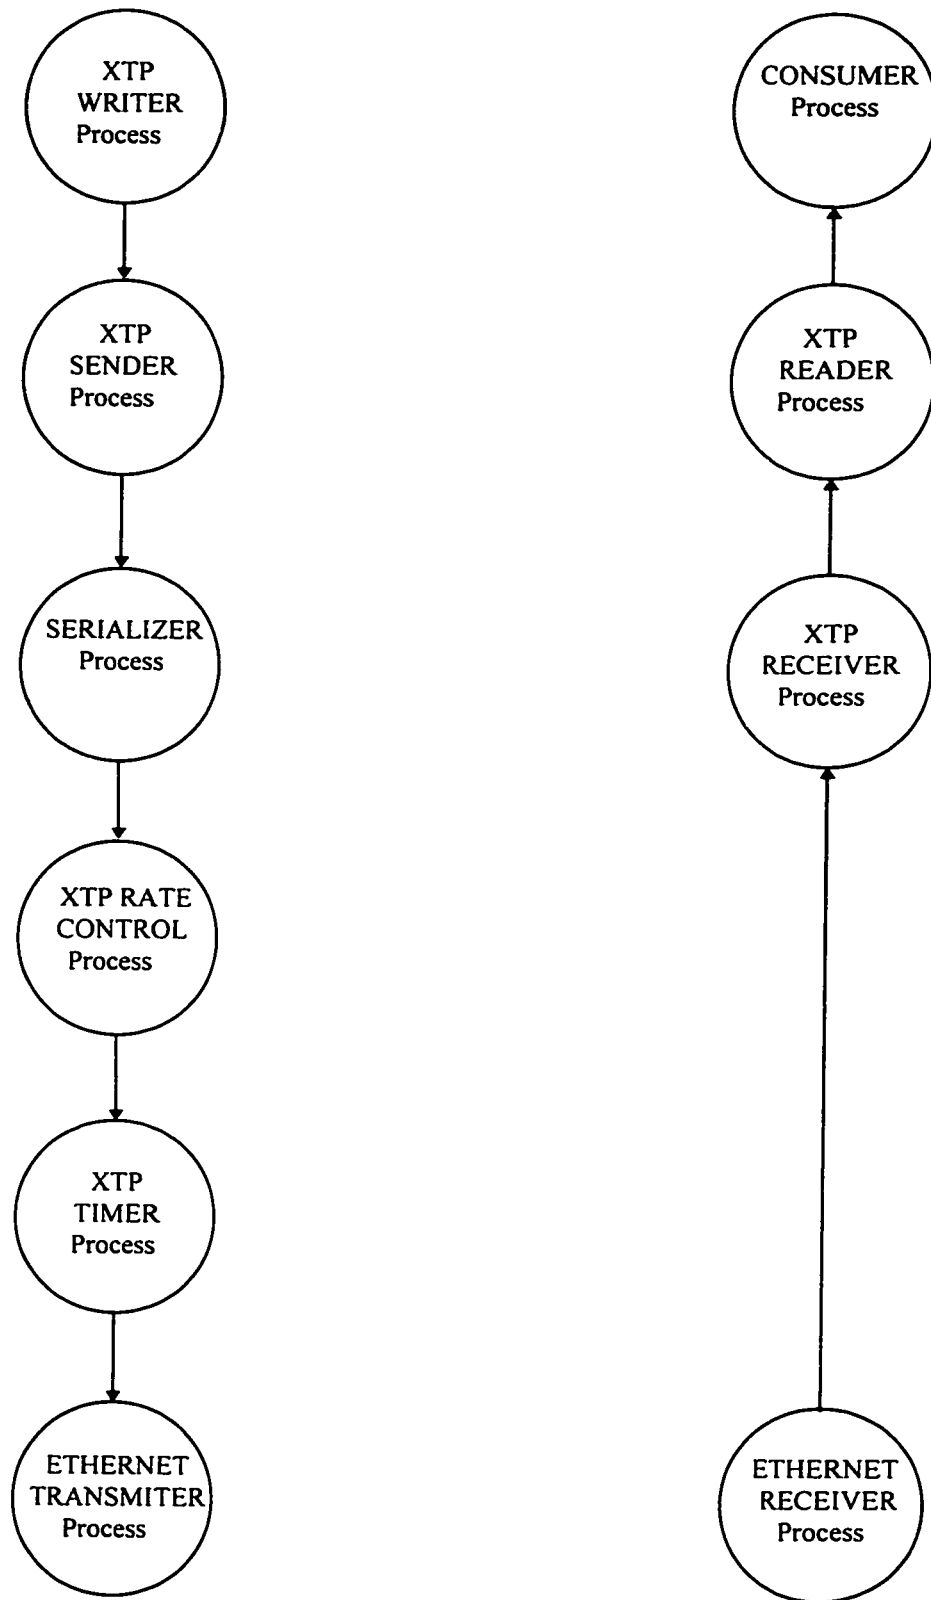 XTP
WRITER
Process
XTP
SENDER
Process
SERIALIZER
Process
XTP RATE
CONTROL
Process
XTP
TIMER
Process
ETHERNET
TRANSMITER
Process
CONSUMER
Process
XTP
READER
Process
XTP
RECEIVER
Process
ETHERNET
RECEIVER
Process